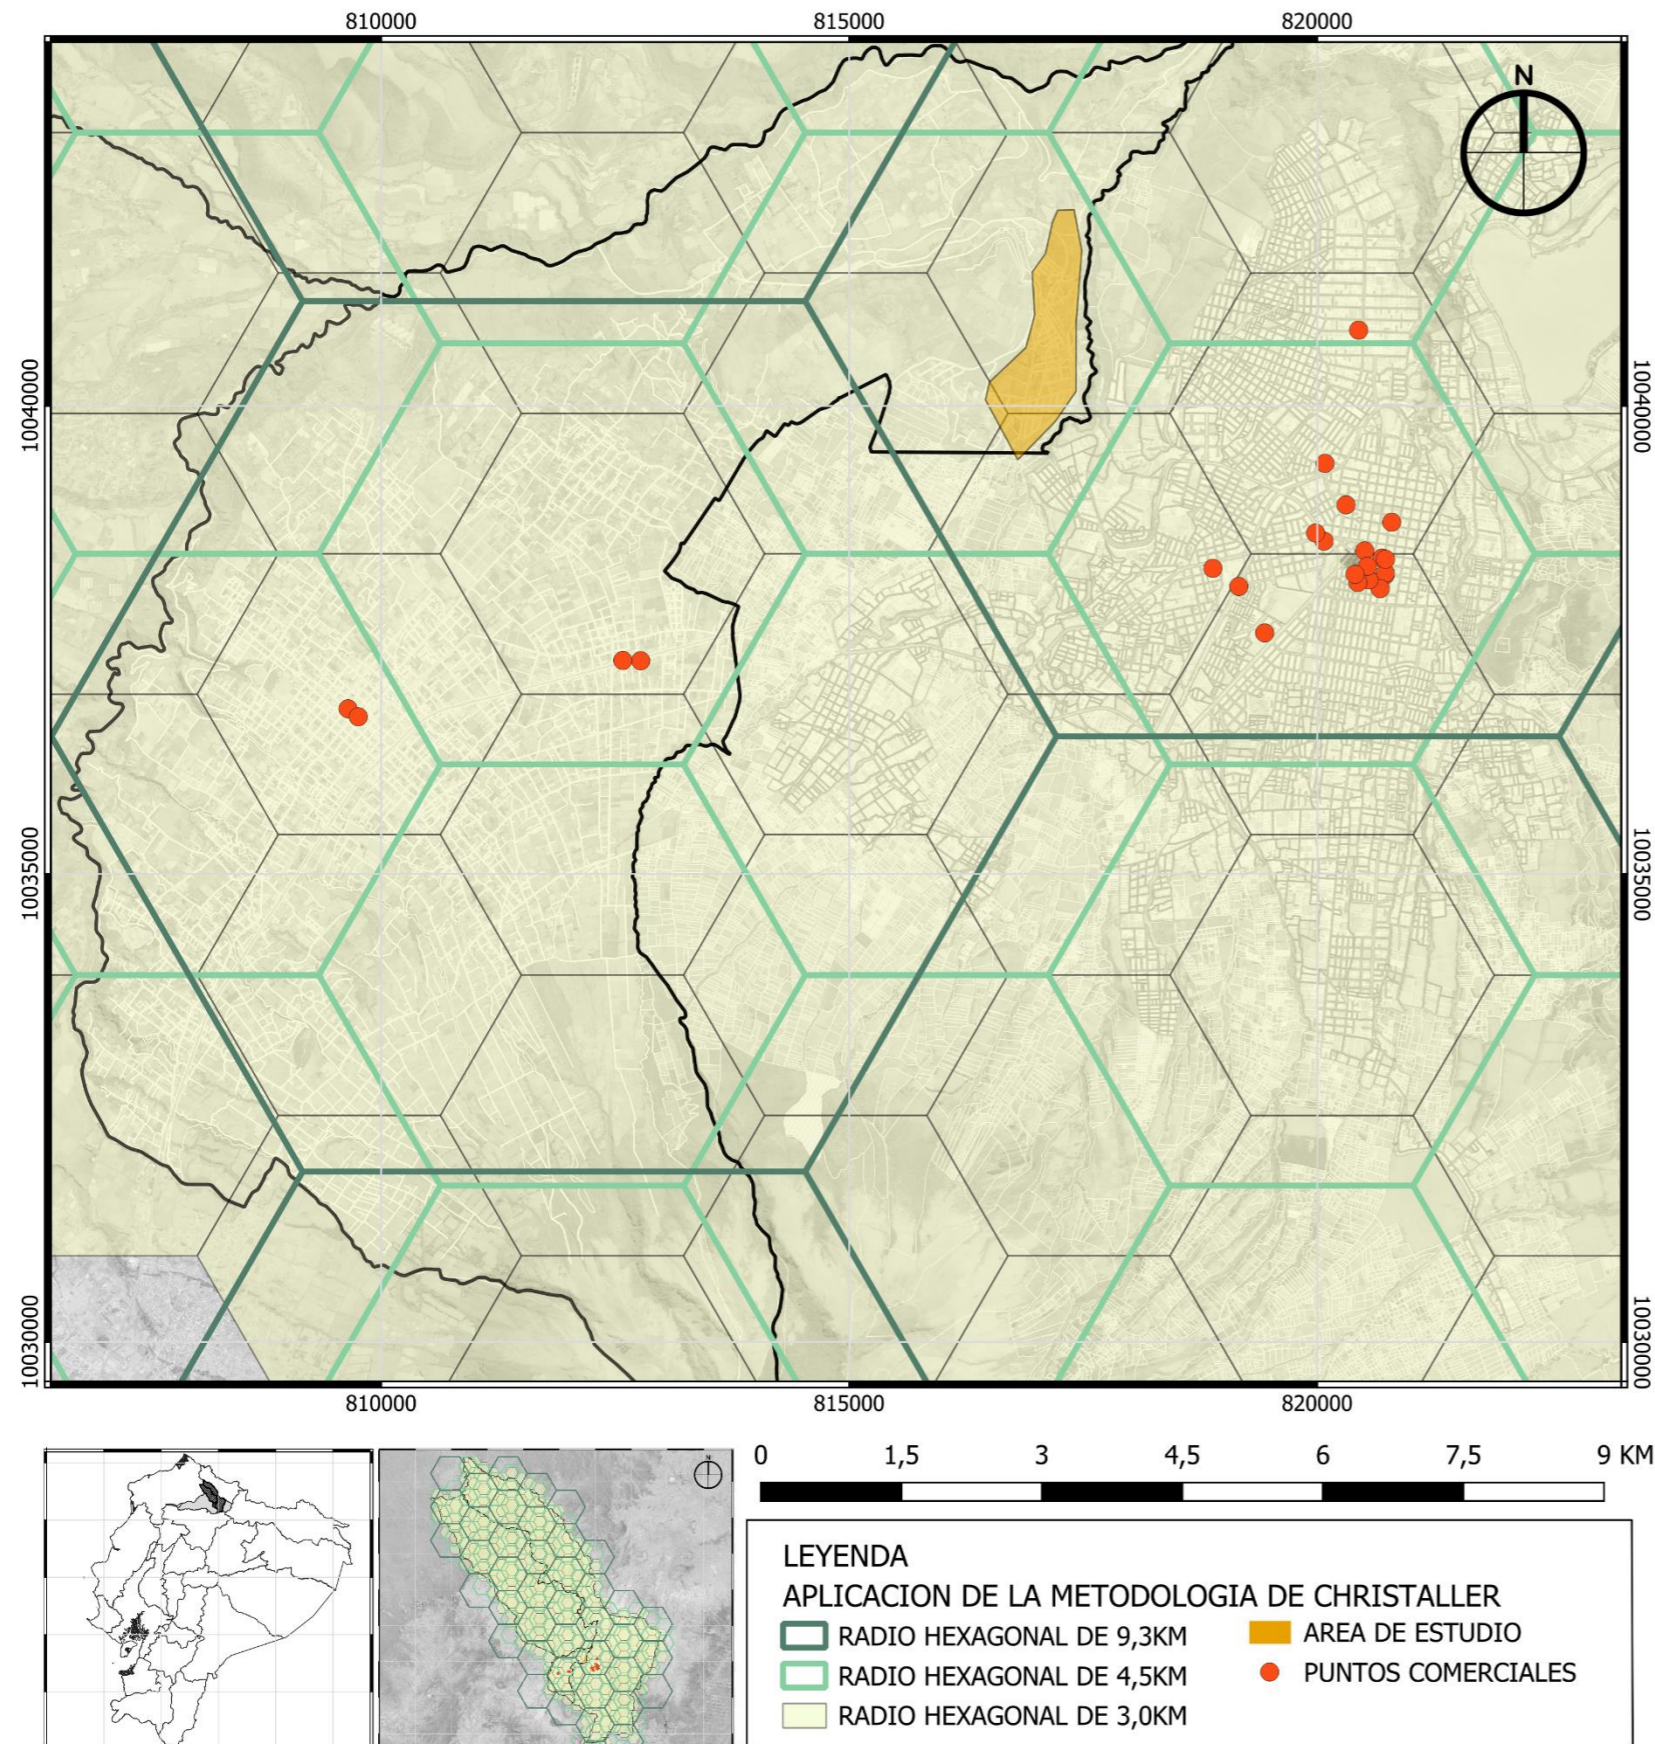 810000 815000 820000
N
10040000 10040000
10035000 10035000
10030000 10030000
810000 815000 820000
0 1,5 3 4,5 6 7,5 9 KM
N
LEYENDA
APLICACION DE LA METODOLOGIA DE CHRISTALLER
RADIO HEXAGONAL DE 9,3KM AREA DE ESTUDIO
RADIO HEXAGONAL DE 4,5KM PUNTOS COMERCIALES
RADIO HEXAGONAL DE 3,0KM